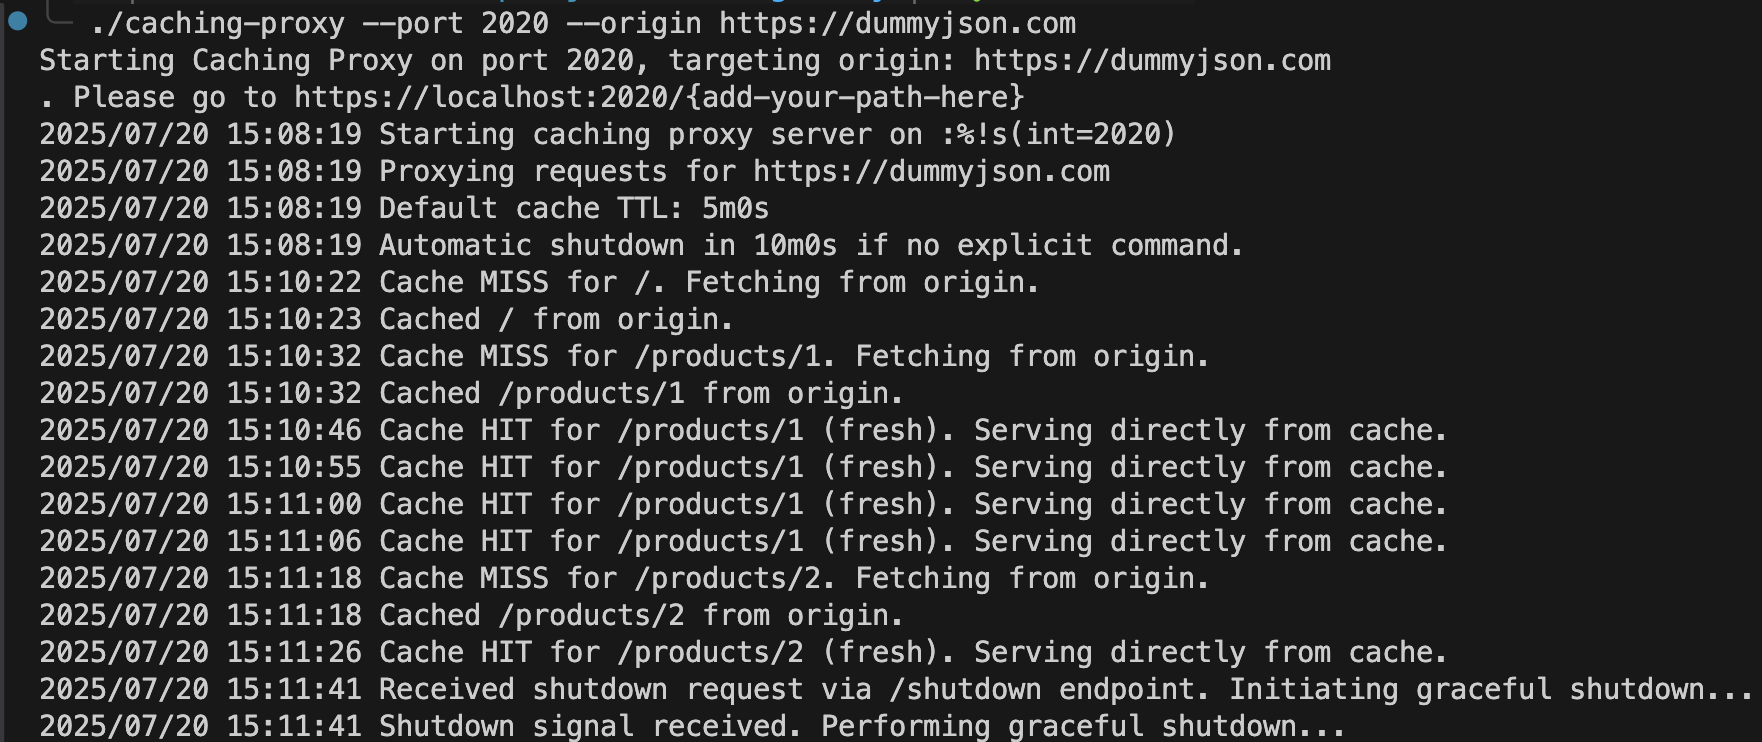 ./caching-proxy --port 2020 --origin https://dummyjson.com
Starting Caching Proxy on port 2020, targeting origin: https://dummyjson.com
. Please go to https://localhost:2020/{add-your-path-here}
2025/07/20 15:08:19 Starting caching proxy server on :%!s(int=2020)
2025/07/20 15:08:19 Proxying requests for https://dummyjson.com
2025/07/20 15:08:19 Default cache TTL: 5m0s
2025/07/20 15:08:19 Automatic shutdown in 10m0s if no explicit command.
2025/07/20 15:10:22 Cache MISS for /. Fetching from origin.
2025/07/20 15:10:23 Cached / from origin.
2025/07/20 15:10:32 Cache MISS for /products/1. Fetching from origin.
2025/07/20 15:10:32 Cached /products/1 from origin.
2025/07/20 15:10:46 Cache HIT for /products/1 (fresh). Serving directly from cache.
2025/07/20 15:10:55 Cache HIT for /products/1 (fresh). Serving directly from cache.
2025/07/20 15:11:00 Cache HIT for /products/1 (fresh). Serving directly from cache.
2025/07/20 15:11:06 Cache HIT for /products/1 (fresh). Serving directly from cache.
2025/07/20 15:11:18 Cache MISS for /products/2. Fetching from origin.
2025/07/20 15:11:18 Cached /products/2 from origin.
2025/07/20 15:11:26 Cache HIT for /products/2 (fresh). Serving directly from cache.
2025/07/20 15:11:41 Received shutdown request via /shutdown endpoint. Initiating graceful shutdown...
2025/07/20 15:11:41 Shutdown signal received. Performing graceful shutdown...